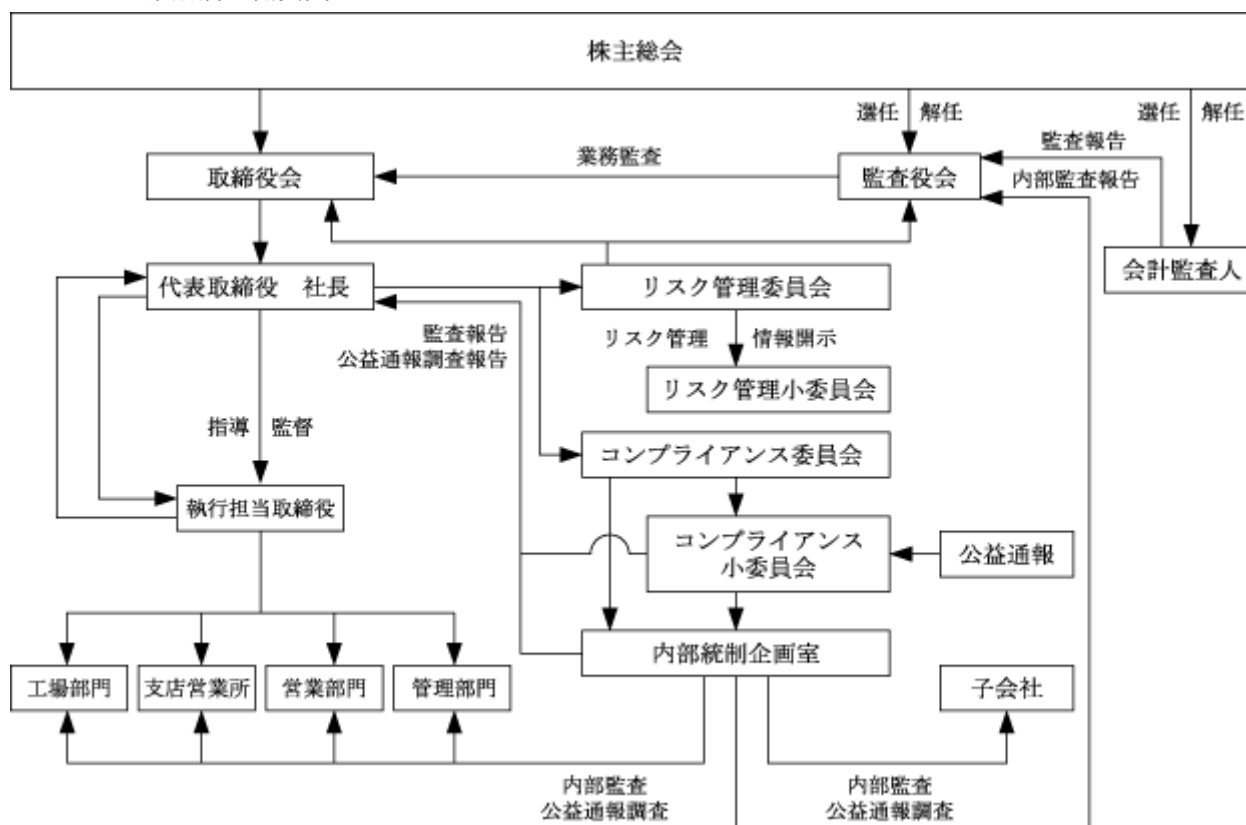 株主総会
選任 解任
選任 解任
監査報告
業務監査
取締役会
監査役会
内部監査報告
代表取締役 社長
リスク管理委員会
会計監査人
監査報告
公益通報調査報告
リスク管理 情報開示
リスク管理小委員会
指導 監督
コンプライアンス委員会
執行担当取締役
コンプライアンス
小委員会
公益通報
内部統制企画室
工場部門
支店営業所
営業部門
管理部門
子会社
内部監査
公益通報調査
内部監査
公益通報調査